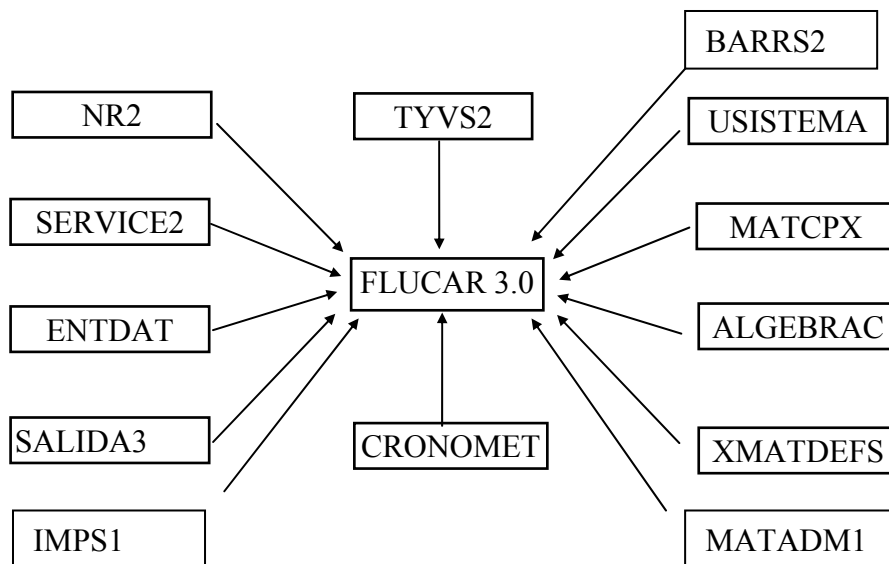 BARRS2
NR2
TYVS2
USISTEMA
SERVICE2
MATCPX
FLUCAR 3.0
ENTDAT
ALGEBRAC
SALIDA3
CRONOMET
XMATDEFS
IMPS1
MATADM1